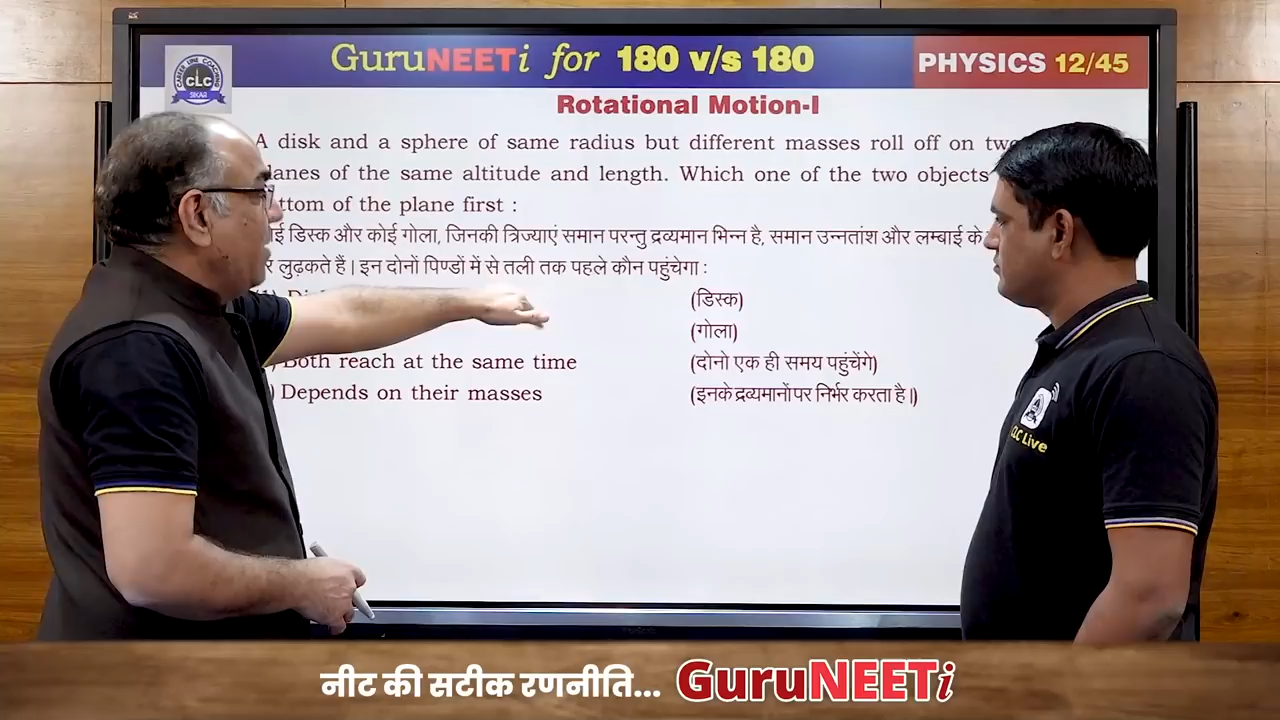 GuruNEETi for 180 v/s 180
PHYSICS 12/45
CAREER LINE COACHING
CLC
SIKAR
Rotational Motion-I
A disk and a sphere of same radius but different masses roll off on
of the same altitude and length. Which one of the two objects
of the plane first :
डिस्क और कोई गोला, जिनकी त्रिज्याएं समान परन्तु द्रव्यमान भिन्न है, समान उन्नतांश और लम्बाई के
लुढ़कते हैं। इन दोनों पिण्डों में से तली तक पहले कौन पहुंचेगा :
(डिस्क)
(गोला)
Both reach at the same time (दोनो एक ही समय पहुंचेंगे)
Depends on their masses (इनके द्रव्यमानों पर निर्भर करता है।)
CLC Live
नीट की सटीक रणनीति... GuruNEETi